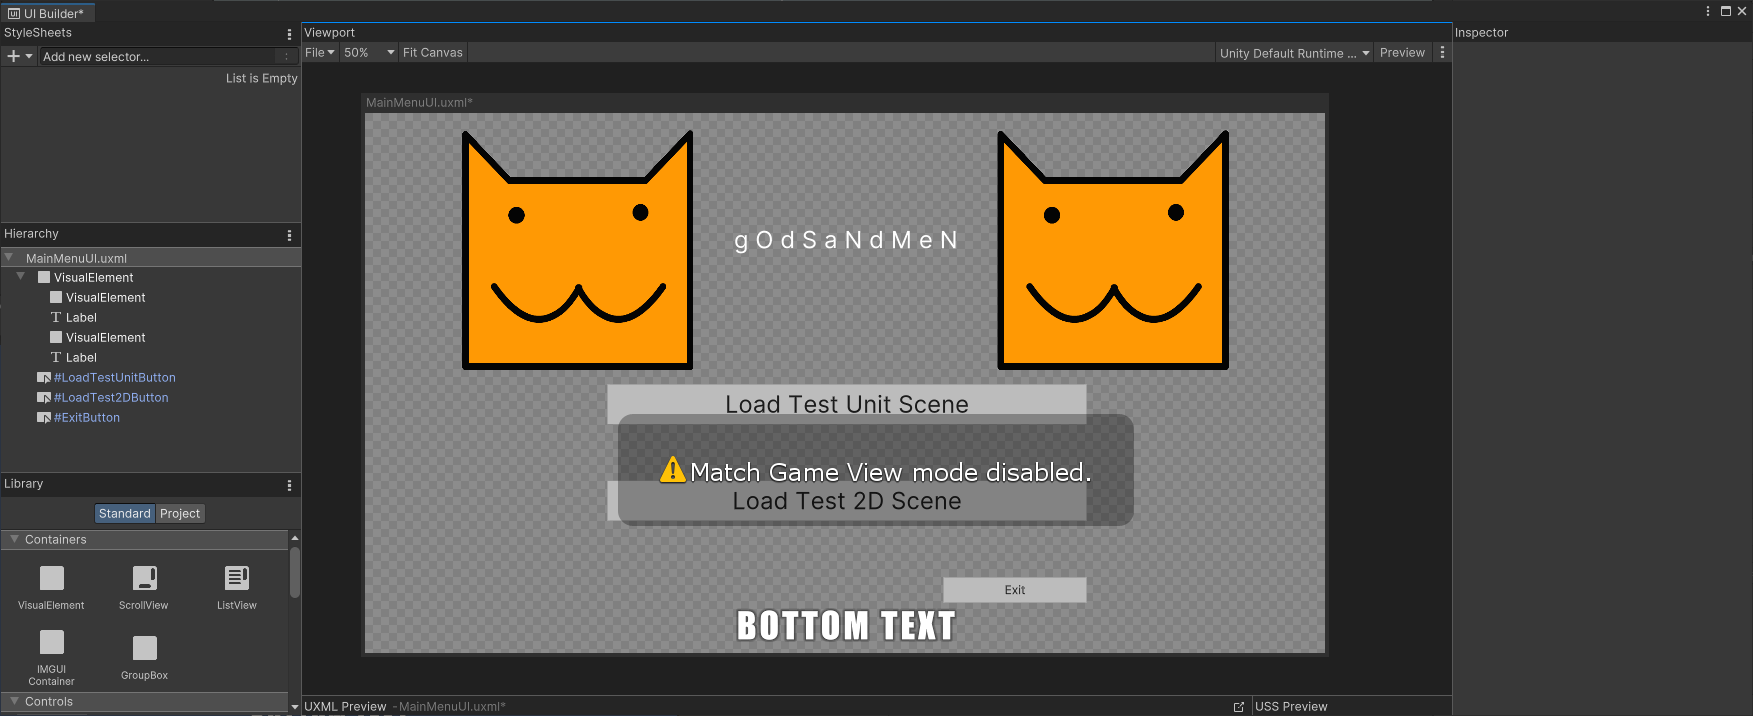 UI Builder*
StyleSheets
Add new selector...
List is Empty
Hierarchy
MainMenuUI.uxml
VisualElement
VisualElement
Label
VisualElement
Label
#LoadTestUnitButton
#LoadTest2DButton
#ExitButton
Library
Standard Project
Containers
VisualElement ScrollView ListView
IMGUI
Container GroupBox
Controls
Viewport
File 50% Fit Canvas
Unity Default Runtime ... Preview
MainMenuUI.uxml*
gOdSaNdMeN
Load Test Unit Scene
⚠Match Game View mode disabled.
Load Test 2D Scene
Exit
BOTTOM TEXT
UXML Preview - MainMenuUI.uxml*
USS Preview
Inspector